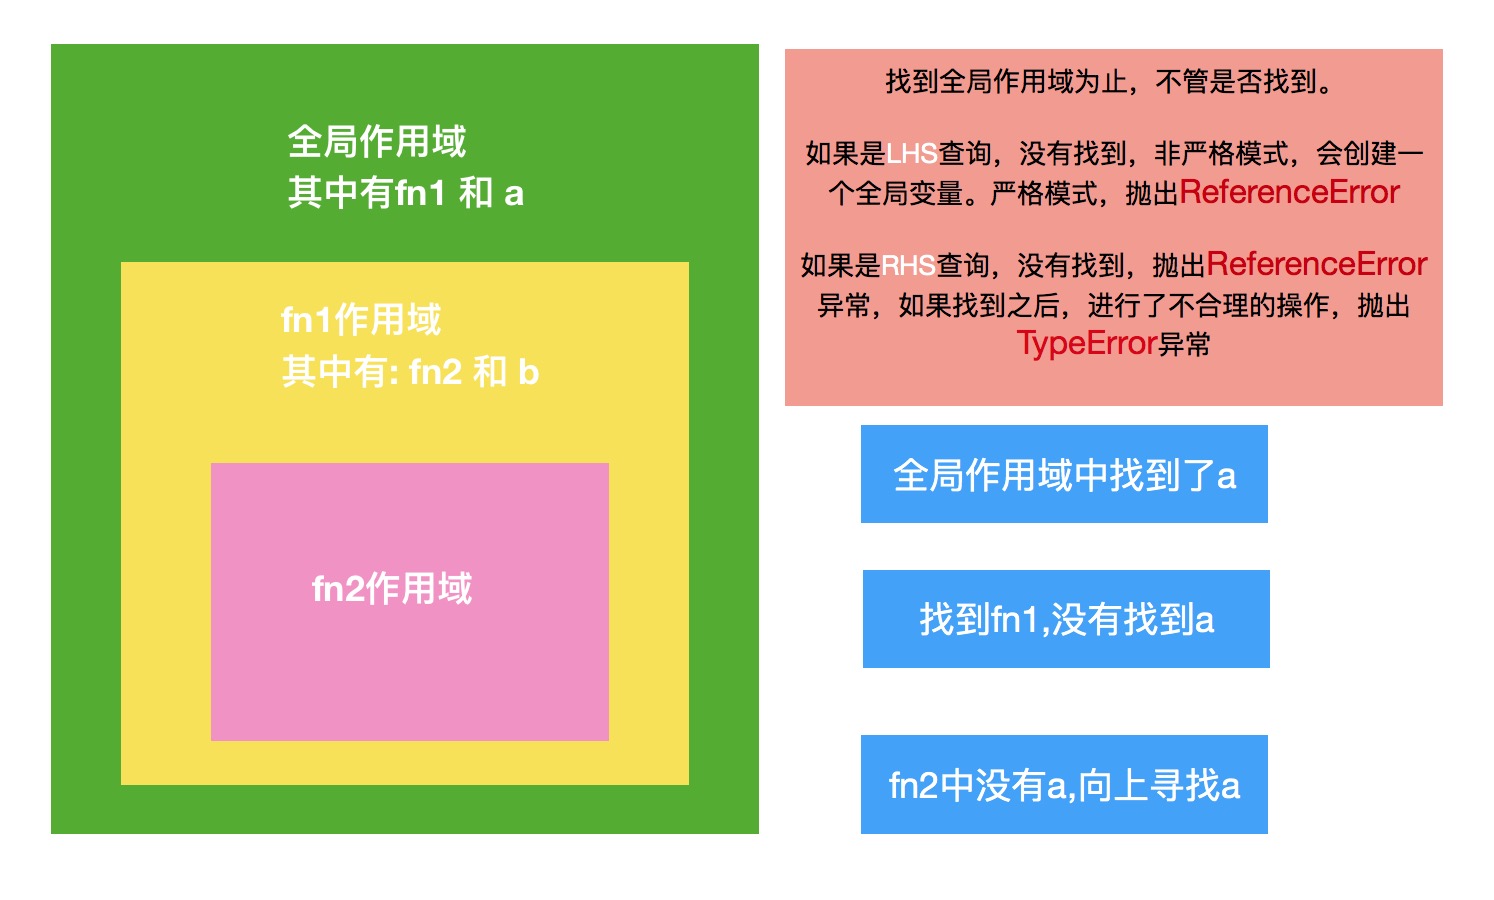 全局作用域
其中有fn1 和 a
fn1作用域
其中有: fn2 和 b
fn2作用域
找到全局作用域为止，不管是否找到。
如果是LHS查询，没有找到，非严格模式，会创建一
个全局变量。严格模式，抛出ReferenceError
如果是RHS查询，没有找到，抛出ReferenceError
异常，如果找到之后，进行了不合理的操作，抛出
TypeError异常
全局作用域中找到了a
找到fn1,没有找到a
fn2中没有a,向上寻找a